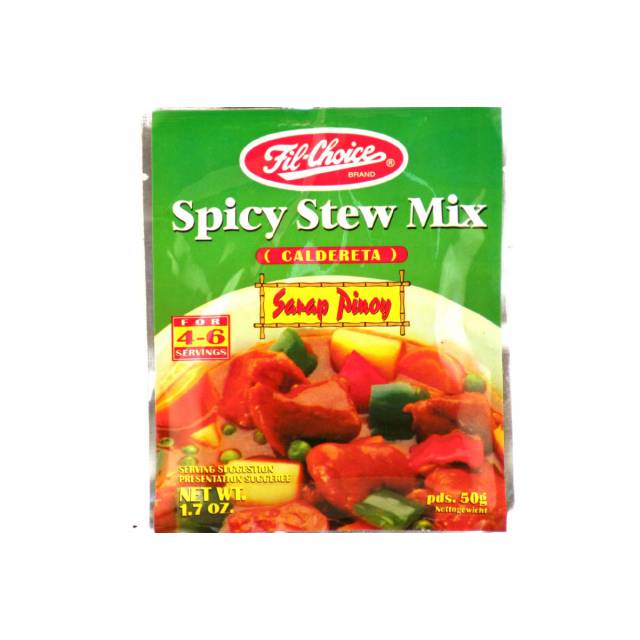 Fil-Choice®
BRAND
Spicy Stew Mix
( CALDERETA )
Sarap Pinoy
FOR
4-6
SERVINGS
SERVING SUGGESTION
PRESENTATION SUGGEREE
NET WT.
1.7 OZ.
pds. 50g
Nettogewicht